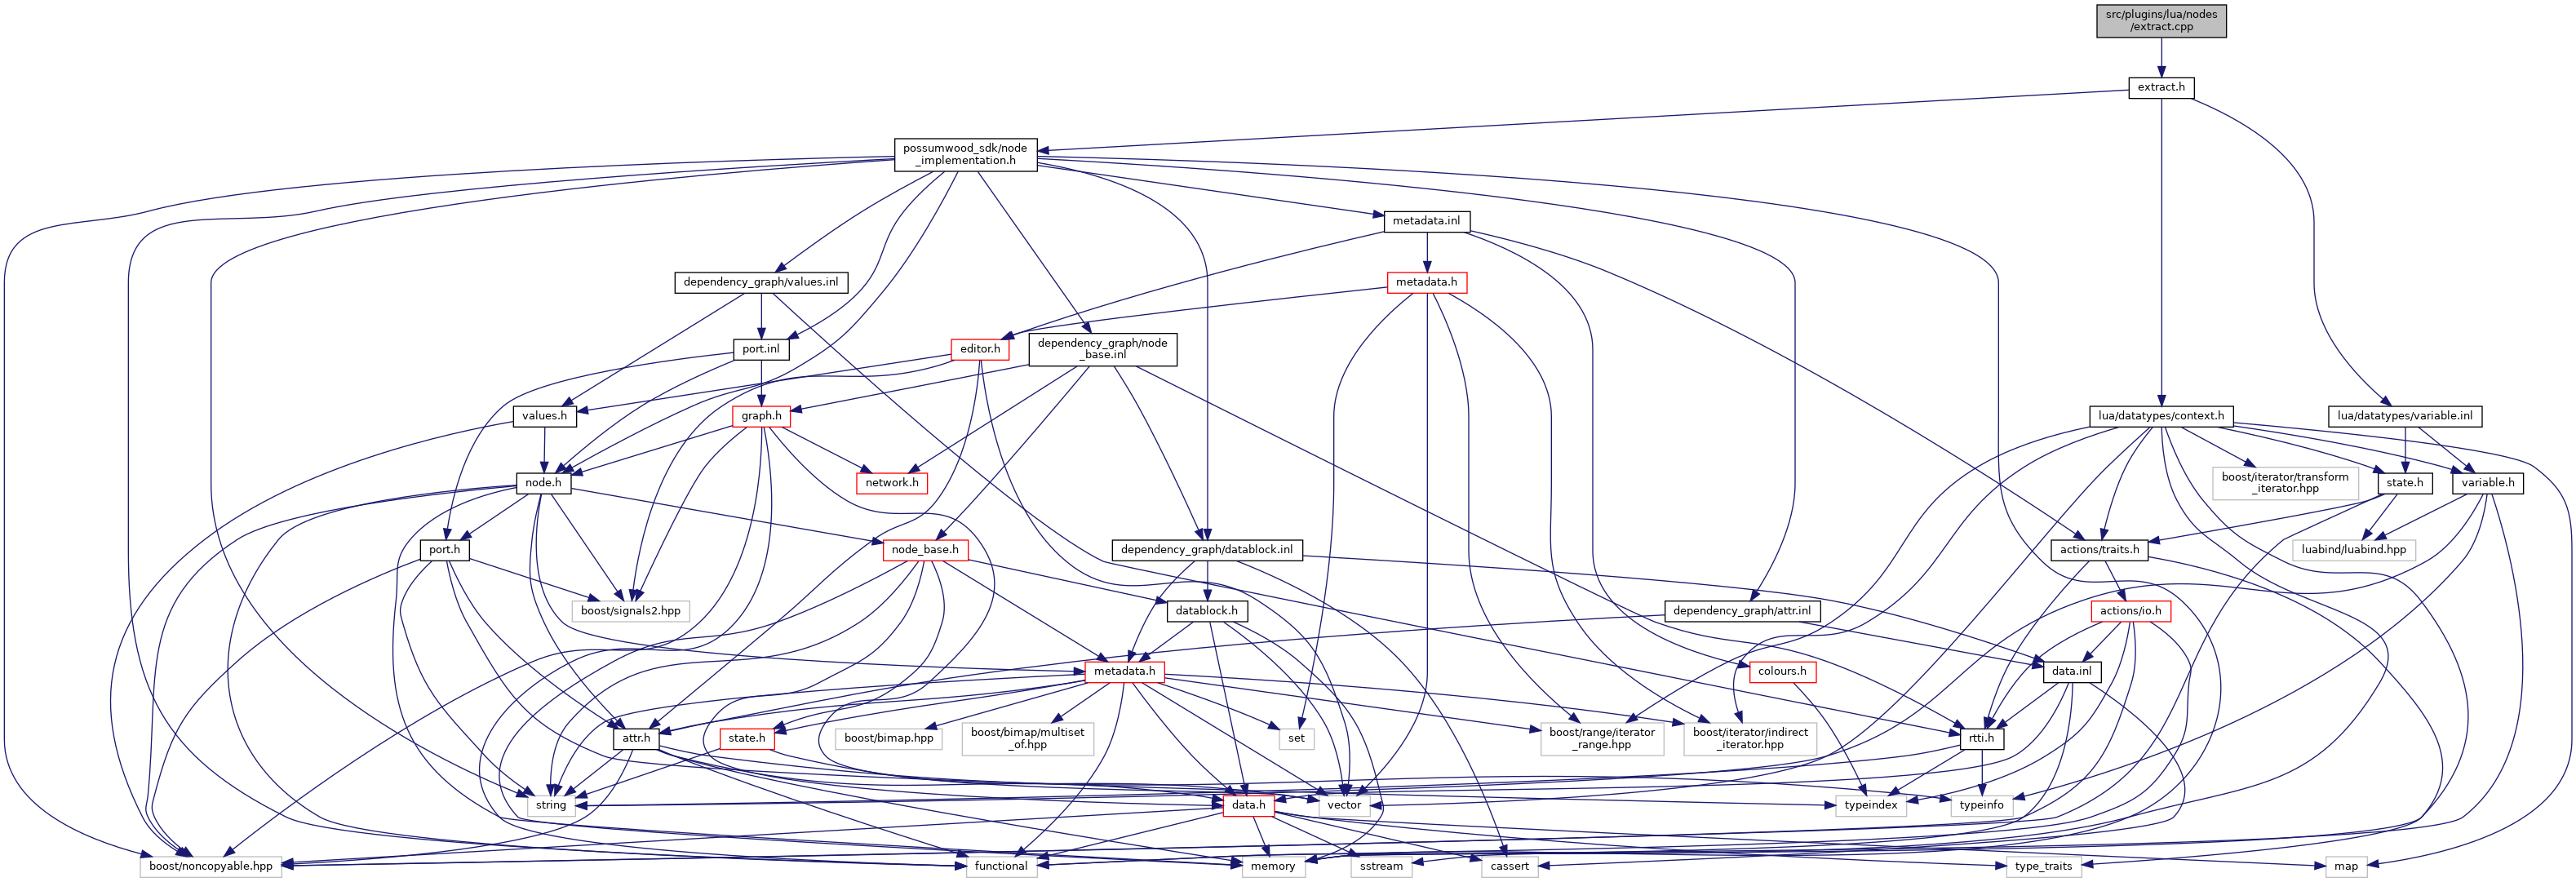 src/plugins/lua/nodes
/extract.cpp
extract.h
possumwood_sdk/node
_implementation.h
metadata.inl
dependency_graph/values.inl
metadata.h
port.inl
editor.h
dependency_graph/node
_base.inl
values.h
graph.h
lua/datatypes/context.h
lua/datatypes/variable.inl
node.h
network.h
boost/iterator/transform
_iterator.hpp
state.h
variable.h
port.h
node_base.h
dependency_graph/datablock.inl
actions/traits.h
luabind/luabind.hpp
boost/signals2.hpp
datablock.h
dependency_graph/attr.inl
actions/io.h
metadata.h
colours.h
data.inl
attr.h
state.h
boost/bimap.hpp
boost/bimap/multiset
_of.hpp
set
boost/range/iterator
_range.hpp
boost/iterator/indirect
_iterator.hpp
rtti.h
string
data.h
vector
typeindex
typeinfo
boost/noncopyable.hpp
functional
memory
sstream
cassert
type_traits
map